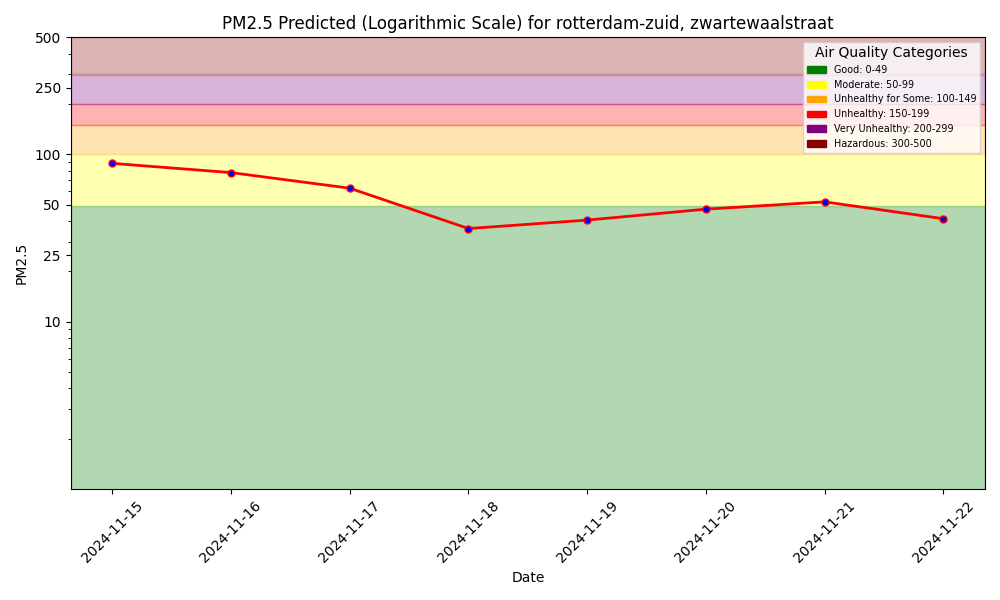 PM2.5 Predicted (Logarithmic Scale) for rotterdam-zuid, zwartewaalstraat
Air Quality Categories
Good: 0-49
Moderate: 50-99
Unhealthy for Some: 100-149
Unhealthy: 150-199
Very Unhealthy: 200-299
Hazardous: 300-500
500
250
100
50
25
10
PM2.5
2024-11-15
2024-11-16
2024-11-17
2024-11-18
2024-11-19
2024-11-20
2024-11-21
2024-11-22
Date